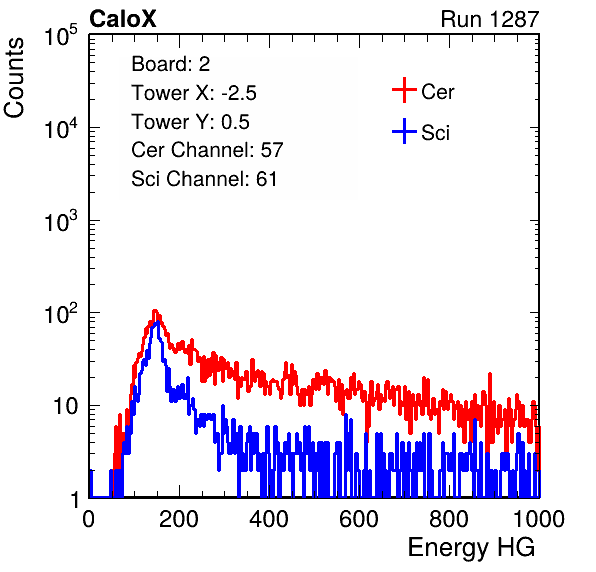 CaloX Run 1287
Counts
10^5
10^4
10^3
10^2
10
1
Board: 2
Tower X: -2.5
Tower Y: 0.5
Cer Channel: 57
Sci Channel: 61
Cer
Sci
0 200 400 600 800 1000
Energy HG